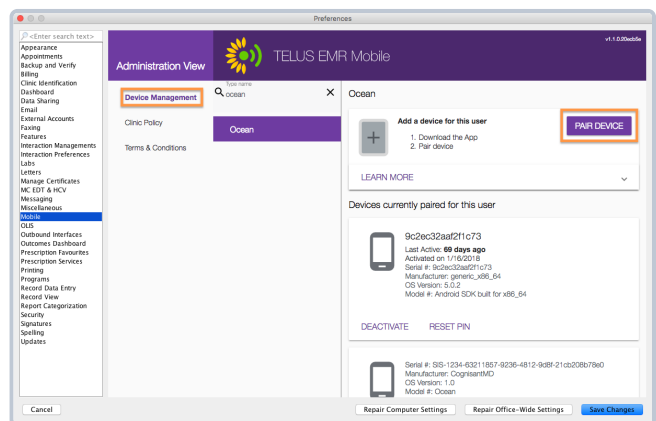 Preferences
<Enter search text>
Appearance
Appointments
Backup and Verify
Billing
Clinic Identification
Dashboard
Data Sharing
Email
External Accounts
Faxing
Features
Interaction Managements
Interaction Preferences
Labs
Letters
Manage Certificates
MC EDT & HCV
Messaging
Miscellaneous
Mobile
OLIS
Outbound Interfaces
Outcomes Dashboard
Prescription Favourites
Prescription Services
Printing
Programs
Record Data Entry
Record View
Report Categorization
Security
Signatures
Spelling
Updates
Administration View
TELUS EMR Mobile
v1.1.0.20ecb5e
Device Management
Clinic Policy
Terms & Conditions
Type name
ocean
Ocean
Ocean
Add a device for this user
1. Download the App
2. Pair device
PAIR DEVICE
LEARN MORE
Devices currently paired for this user
9c2ec32aaf2f1c73
Last Active: 69 days ago
Activated on 1/16/2018
Serial #: 9c2ec32aaf2f1c73
Manufacturer: generic_x86_64
OS Version: 5.0.2
Model #: Android SDK built for x86_64
DEACTIVATE RESET PIN
Serial #: SIS-1234-63211857-9236-4812-9d8f-21cb208b78e0
Manufacturer: CognisantMD
OS Version: 1.0
Model #: Ocean
Cancel
Repair Computer Settings
Repair Office-Wide Settings
Save Changes